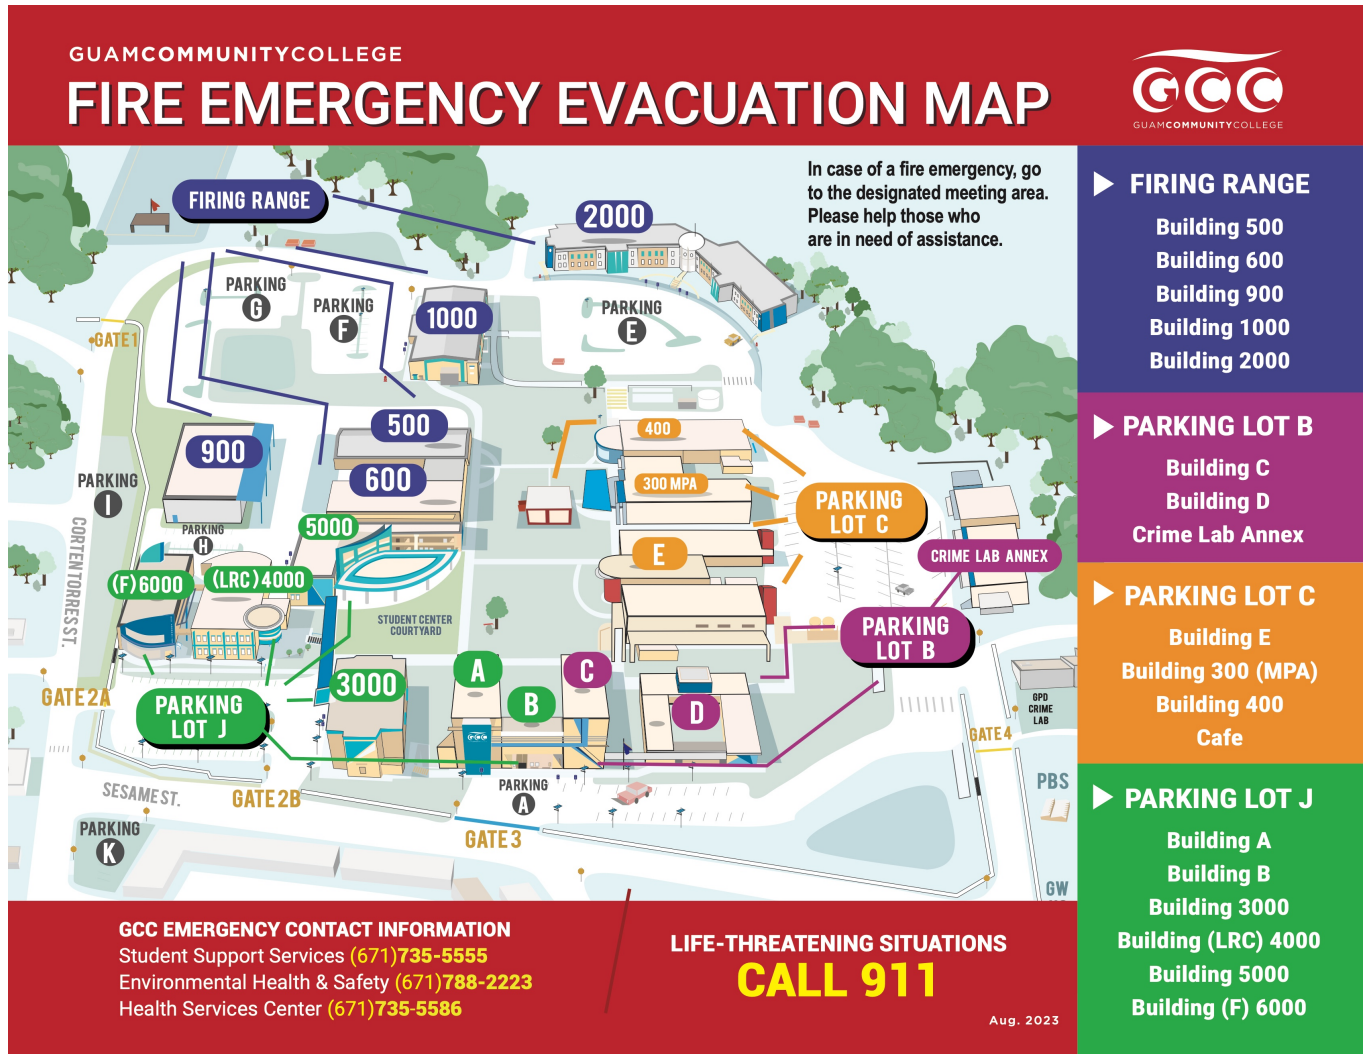 GUAMCOMMUNITYCOLLEGE
FIRE EMERGENCY EVACUATION MAP
GCC
GUAMCOMMUNITYCOLLEGE
In case of a fire emergency, go
to the designated meeting area.
Please help those who
are in need of assistance.
FIRING RANGE
2000
PARKING
G
PARKING
F
1000
PARKING
E
GATE 1
900
500
600
400
300 MPA
PARKING
I
PARKING
LOT C
PARKING
H
5000
E
CRIME LAB ANNEX
(F) 6000
(LRC) 4000
CORTEN TORRES ST.
STUDENT CENTER
COURTYARD
PARKING
LOT B
A
C
3000
B
D
GATE 2A
PARKING
LOT J
GCC
GPD
CRIME
LAB
GATE 4
SESAME ST.
GATE 2B
PARKING
A
PBS
PARKING
K
GATE 3
GW
FIRING RANGE
Building 500
Building 600
Building 900
Building 1000
Building 2000
PARKING LOT B
Building C
Building D
Crime Lab Annex
PARKING LOT C
Building E
Building 300 (MPA)
Building 400
Cafe
PARKING LOT J
Building A
Building B
Building 3000
Building (LRC) 4000
Building 5000
Building (F) 6000
GCC EMERGENCY CONTACT INFORMATION
Student Support Services (671)735-5555
Environmental Health & Safety (671)788-2223
Health Services Center (671)735-5586
LIFE-THREATENING SITUATIONS
CALL 911
Aug. 2023